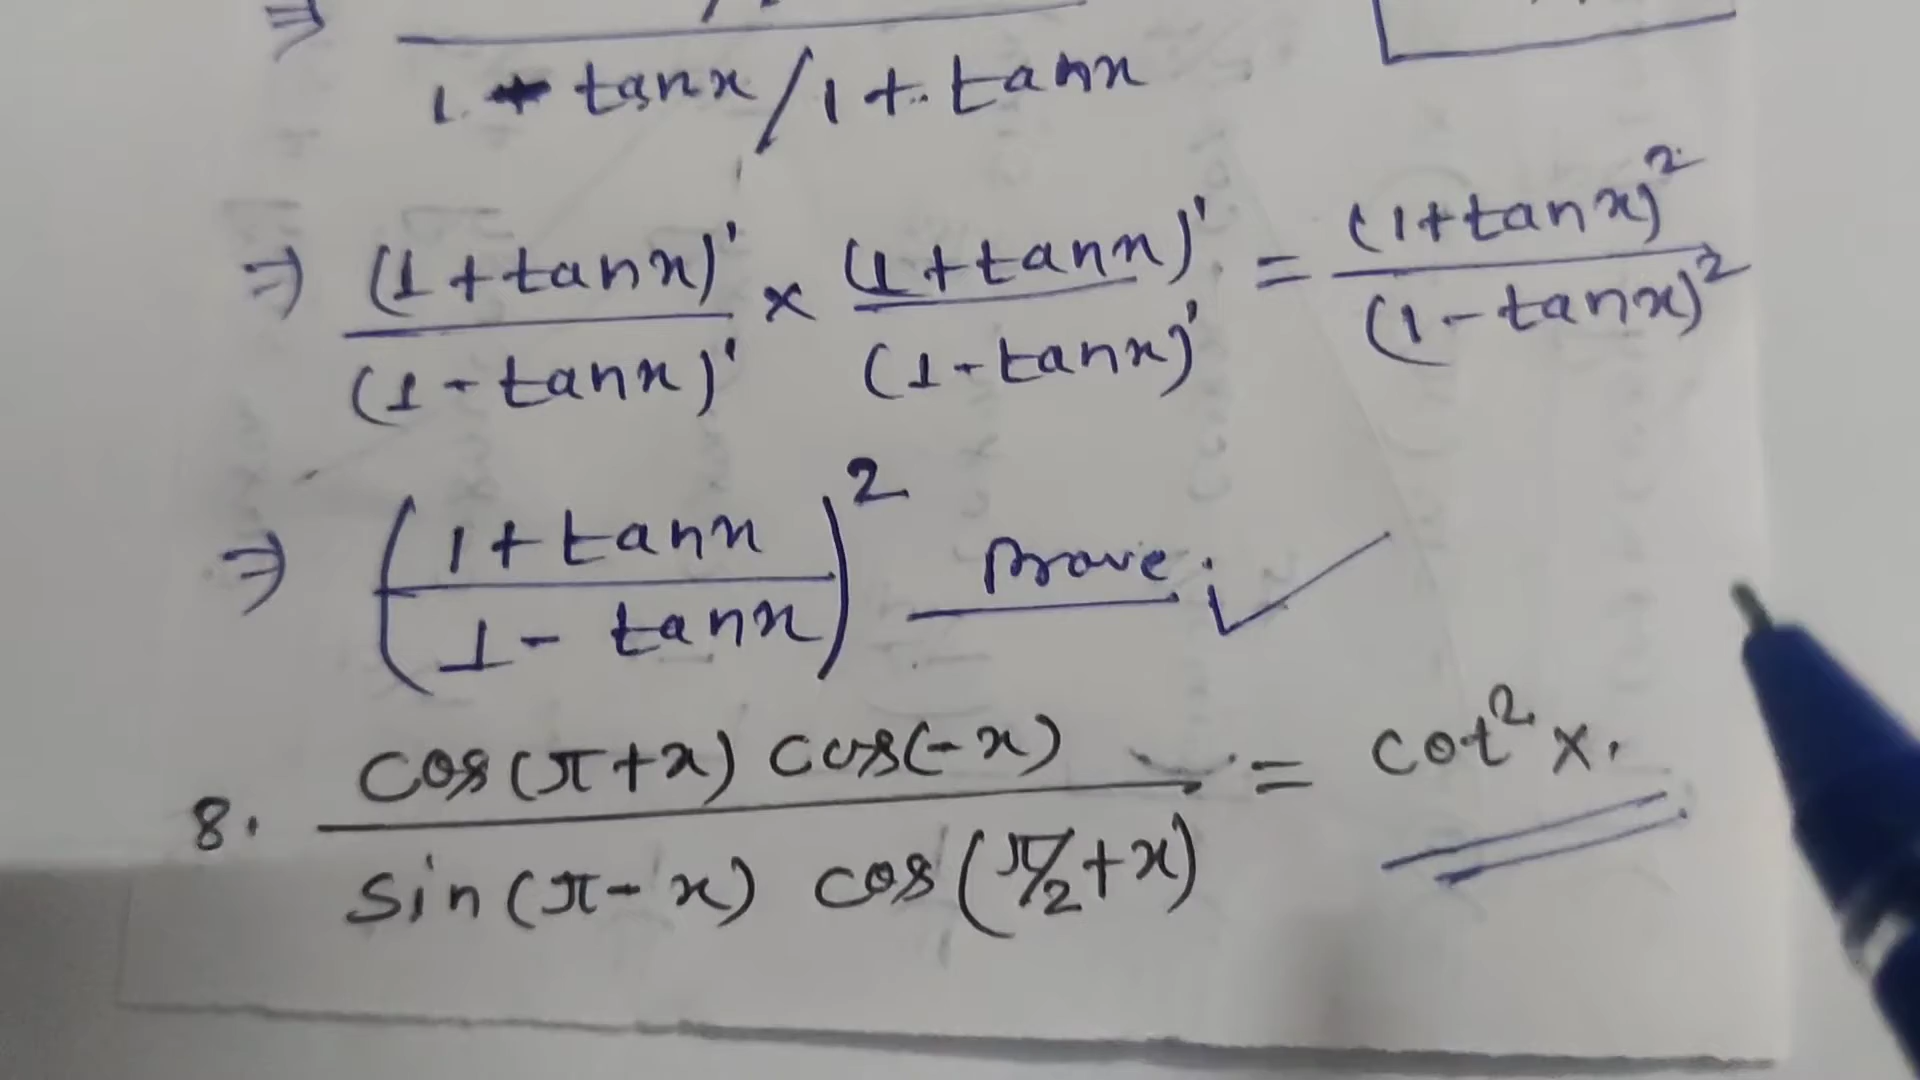 ⇒
1 - tanx / 1 + tanx
⇒ (1 + tanx)' / (1 - tanx)' × (1 + tanx)' / (1 - tanx)' = (1 + tanx)² / (1 - tanx)²
⇒ (1 + tanx / 1 - tanx)² Prove.
8. cos(π+x) cos(-x) / sin(π-x) cos(π/2+x) = cot²x.